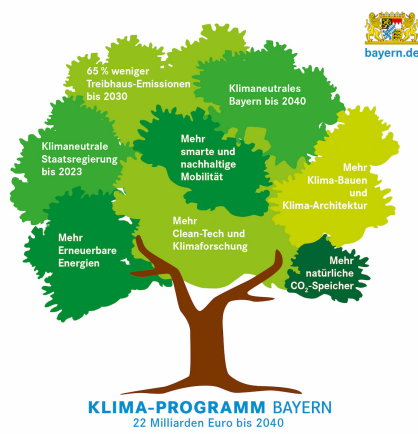 bayern.de
65 % weniger
Treibhaus-Emissionen
bis 2030
Klimaneutrales
Bayern bis 2040
Klimaneutrale
Staatsregierung
bis 2023
Mehr
smarte und
nachhaltige
Mobilität
Mehr
Klima-Bauen
und
Klima-Architektur
Mehr
Clean-Tech und
Klimaforschung
Mehr
Erneuerbare
Energien
Mehr
natürliche
CO₂-Speicher
KLIMA-PROGRAMM BAYERN
22 Milliarden Euro bis 2040